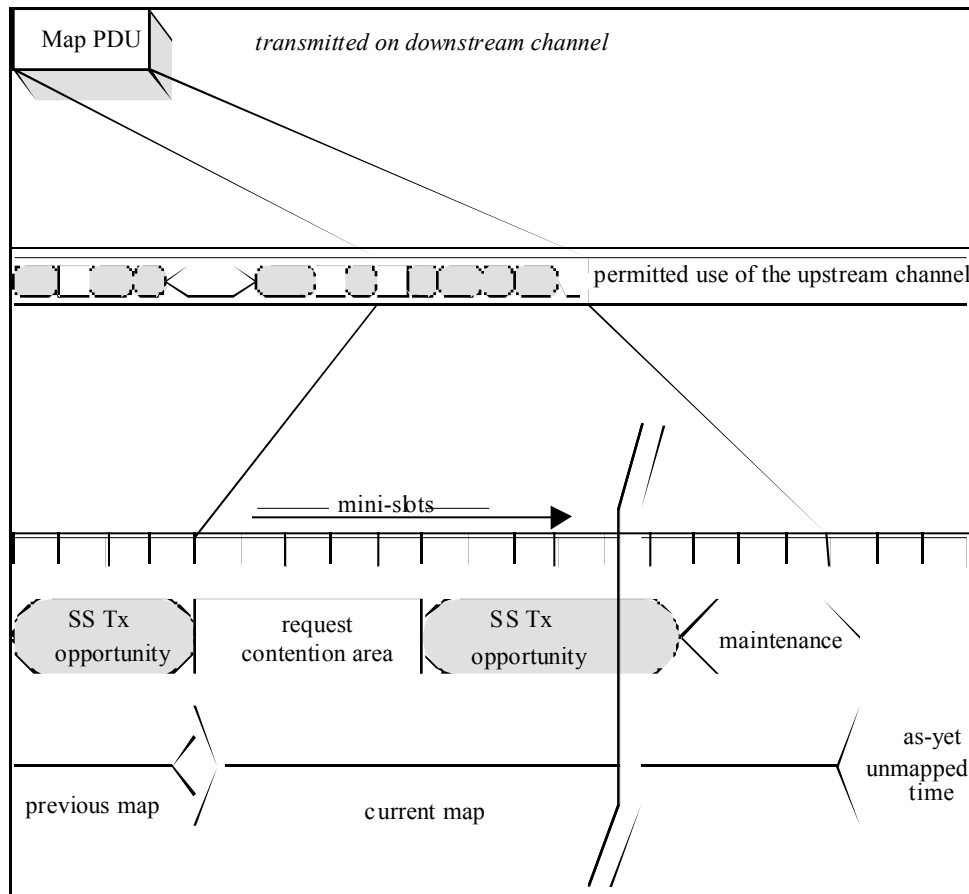 Map PDU
transmitted on downstream channel
permitted use of the upstream channel
mini-slots
SS Tx
opportunity
request
contention area
SS Tx
opportunity
maintenance
previous map
current map
as-yet
unmapped
time